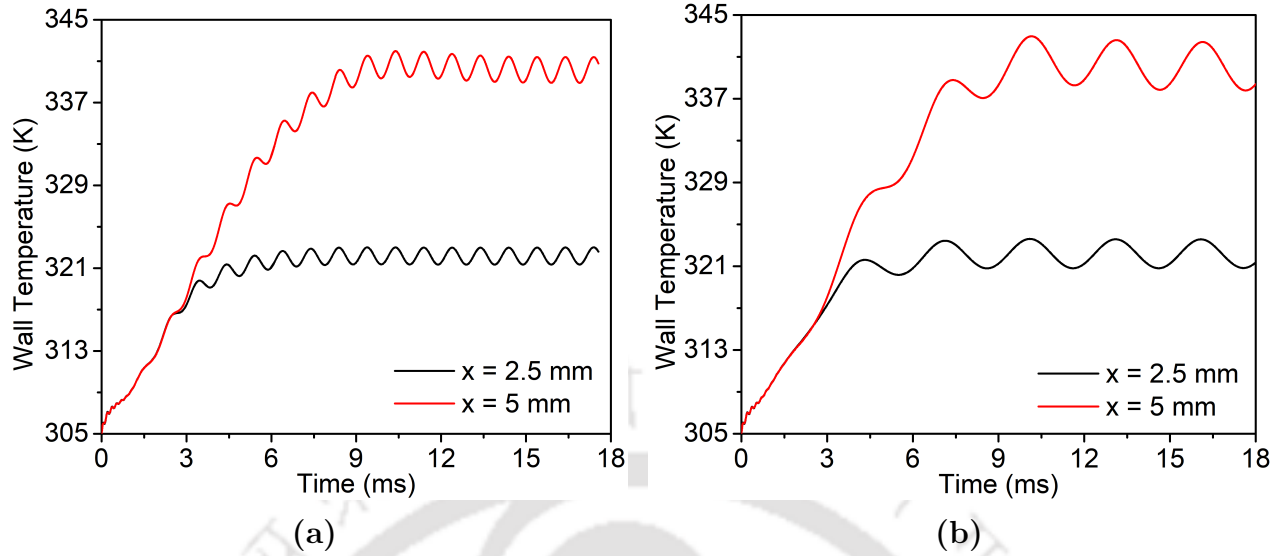 345
337
329
321
313
305
Wall Temperature (K)
0 3 6 9 12 15 18
Time (ms)
x = 2.5 mm
x = 5 mm
(a)
345
337
329
321
313
305
Wall Temperature (K)
0 3 6 9 12 15 18
Time (ms)
x = 2.5 mm
x = 5 mm
(b)